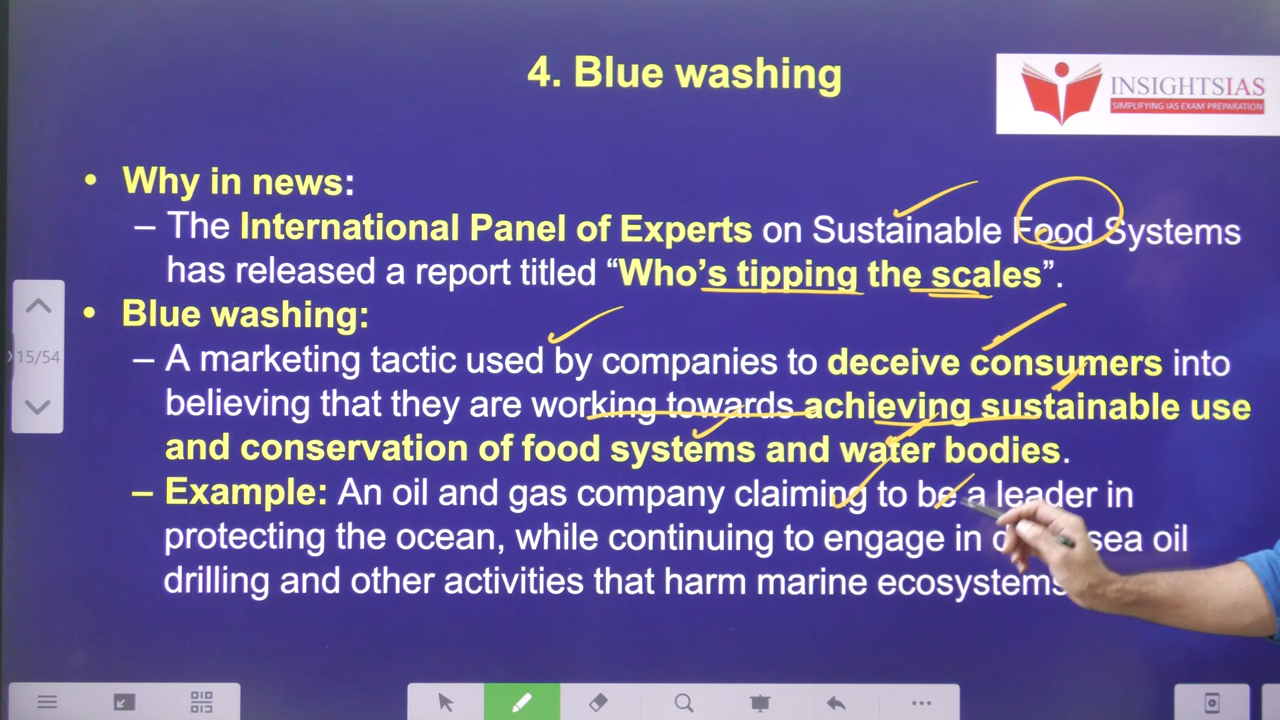 4. Blue washing
INSIGHTSIAS
SIMPLIFYING IAS EXAM PREPARATION
• Why in news:
– The International Panel of Experts on Sustainable Food Systems
has released a report titled “Who’s tipping the scales”.
• Blue washing:
15/54
– A marketing tactic used by companies to deceive consumers into
believing that they are working towards achieving sustainable use
and conservation of food systems and water bodies.
– Example: An oil and gas company claiming to be a leader in
protecting the ocean, while continuing to engage in sea oil
drilling and other activities that harm marine ecosystems